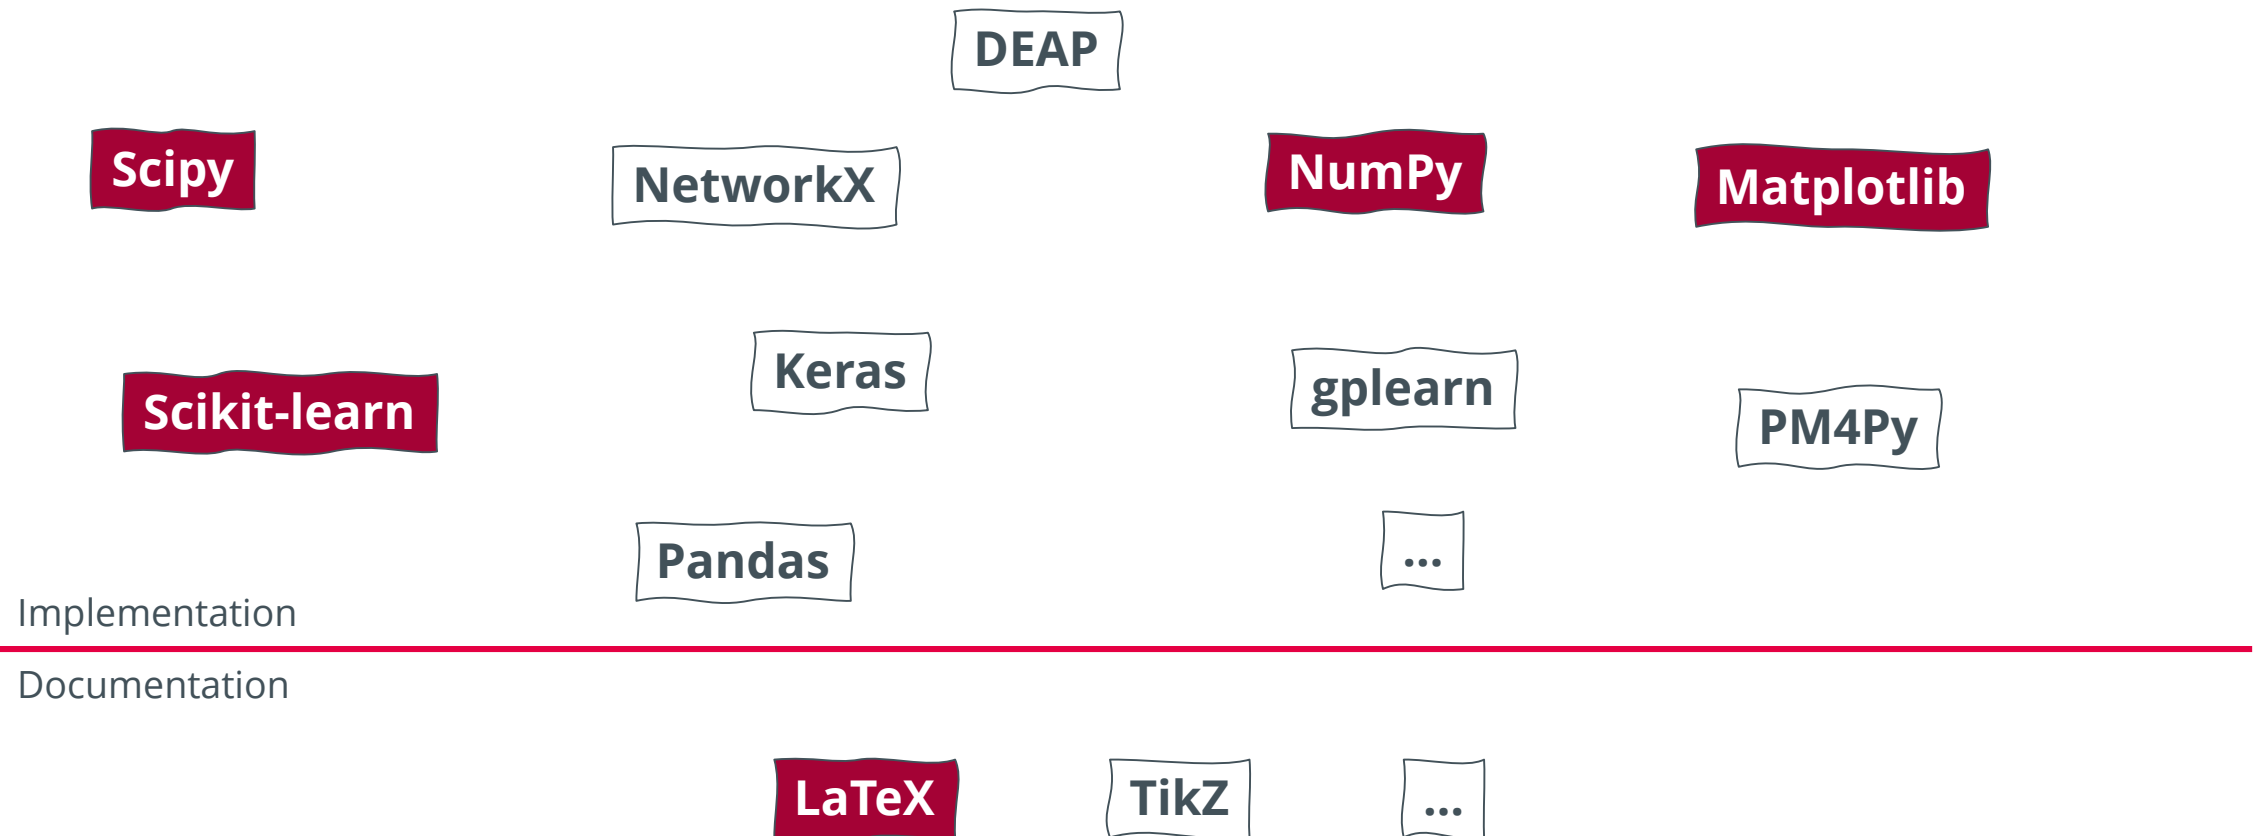 DEAP
Scipy
NetworkX
NumPy
Matplotlib
Keras
gplearn
Scikit-learn
PM4Py
Pandas
...
Implementation
Documentation
LaTeX
TikZ
...